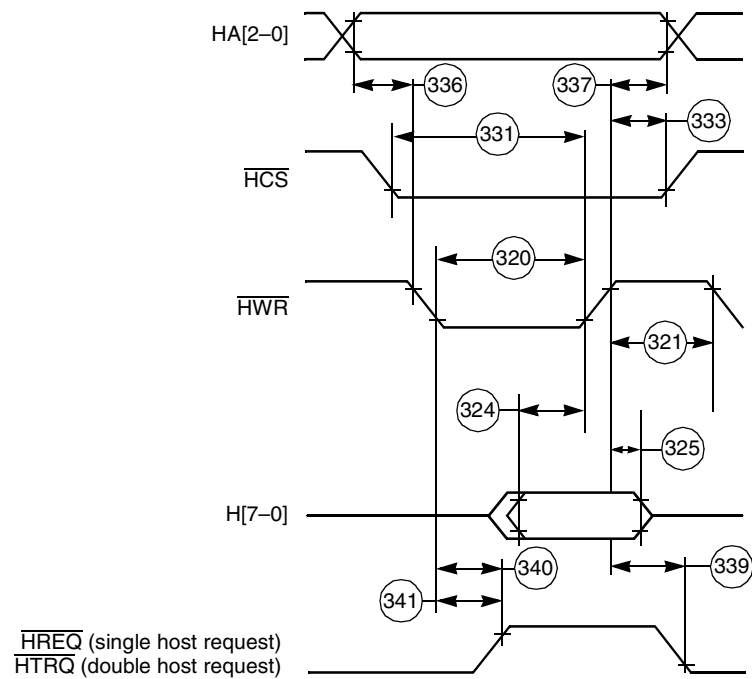 HA[2–0]
336
337
333
331
HCS
320
HWR
321
324
325
H[7–0]
340
339
341
HREQ (single host request)
HTRQ (double host request)